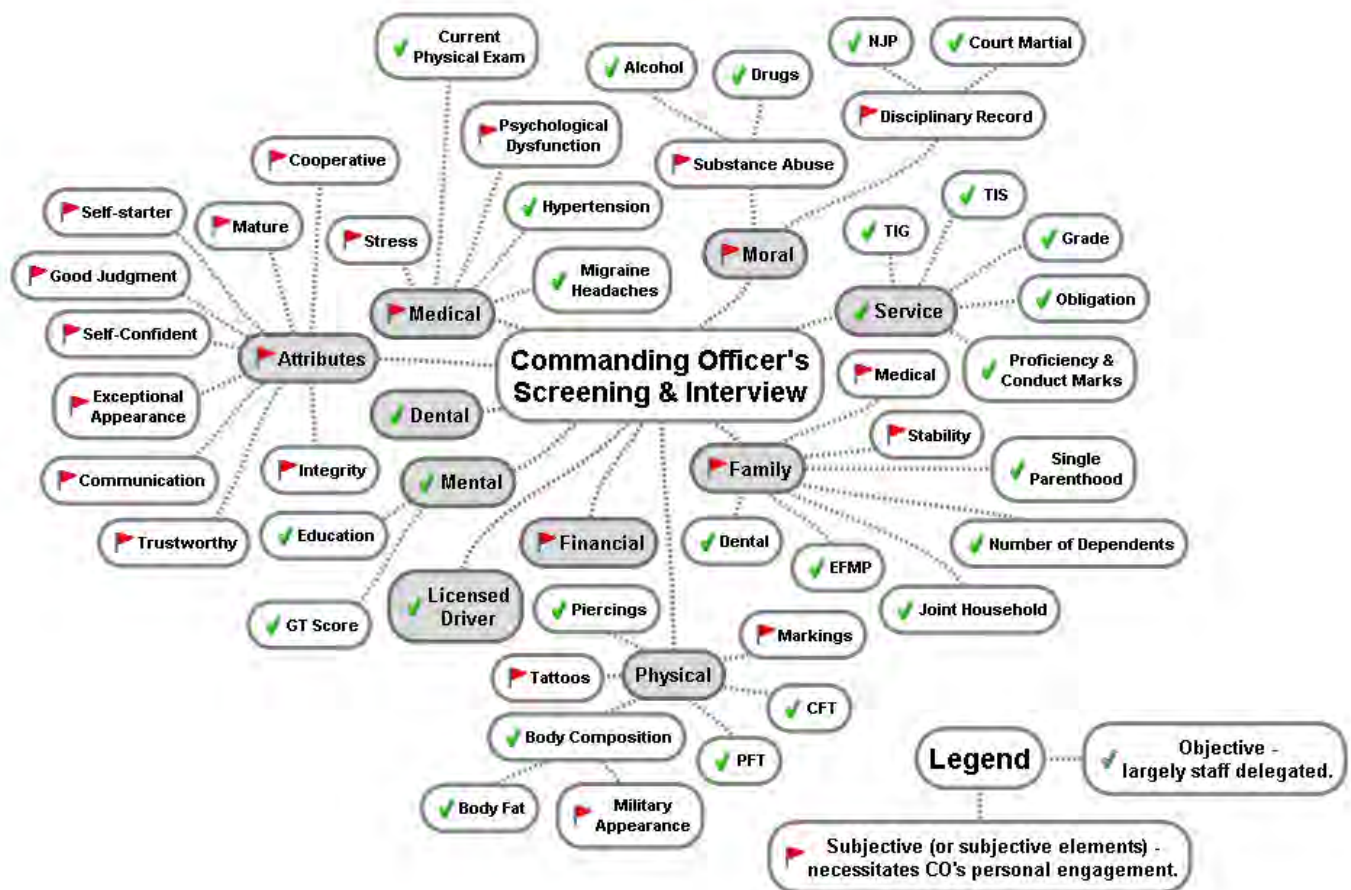 Current
Physical Exam
NJP
Court Martial
Alcohol
Drugs
Disciplinary Record
Psychological
Dysfunction
Cooperative
Substance Abuse
Self-starter
Mature
Stress
Hypertension
TIS
TIG
Grade
Good Judgment
Migraine
Headaches
Moral
Obligation
Medical
Service
Self-Confident
Attributes
Commanding Officer's
Screening & Interview
Proficiency &
Conduct Marks
Medical
Exceptional
Appearance
Dental
Stability
Communication
Integrity
Mental
Family
Single
Parenthood
Trustworthy
Education
Financial
Dental
EFMP
Number of Dependents
GT Score
Licensed
Driver
Piercings
Joint Household
Markings
Tattoos
Physical
CFT
Body Composition
PFT
Body Fat
Military
Appearance
Legend
Objective -
largely staff delegated.
Subjective (or subjective elements) -
necessitates CO's personal engagement.